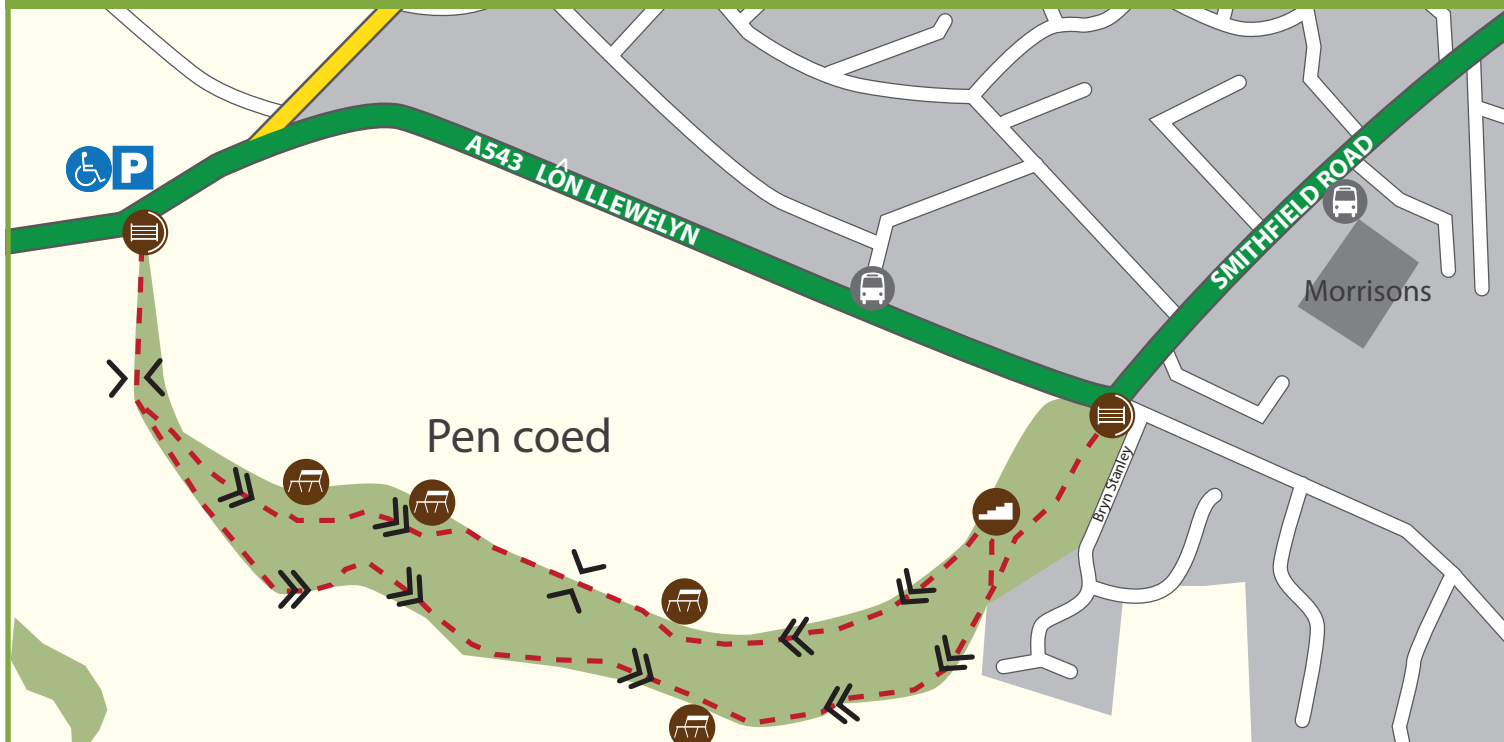 P
A543 LÔN LLEWELYN
SMITHFIELD ROAD
Morrisons
Pen coed
Bryn Stanley